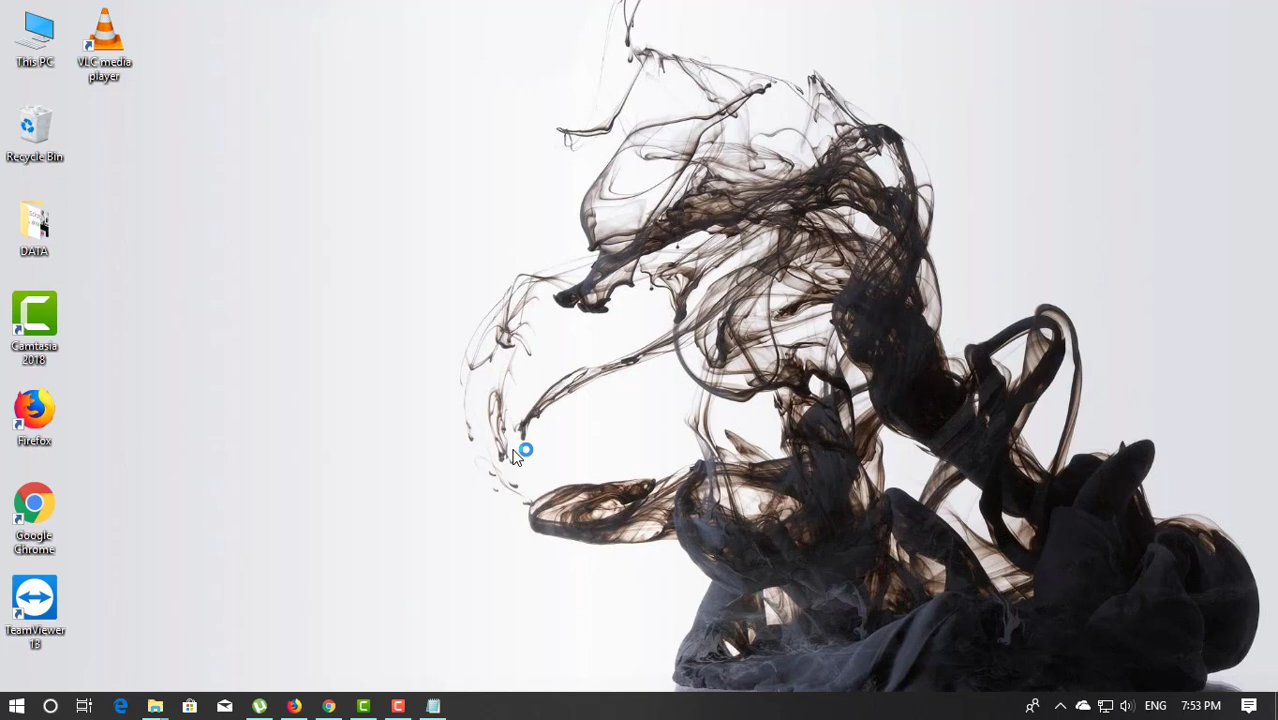 This PC
VLC media
player
Recycle Bin
DATA
Camtasia
2018
Firefox
Google
Chrome
TeamViewer
13
ENG
7:53 PM